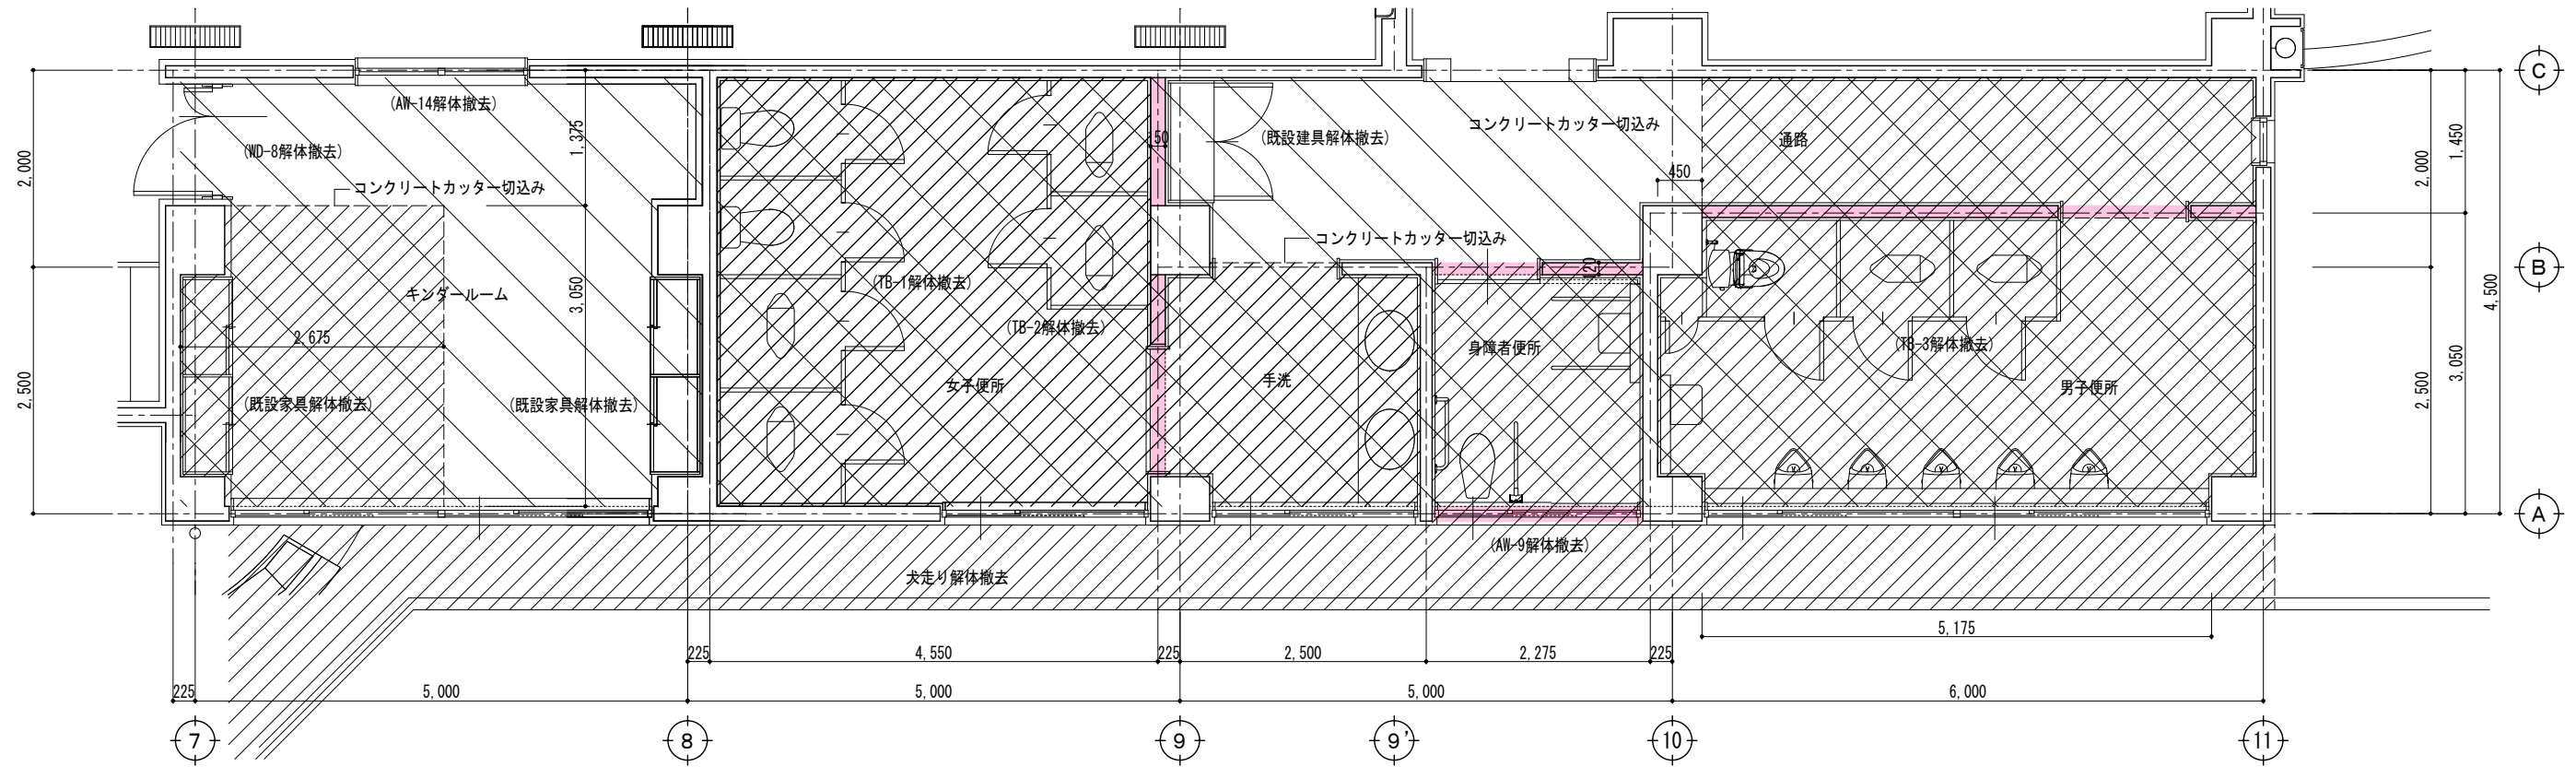 C
(AW-14解体撤去)
コンクリートカッター切込み
(WD-8解体撤去)
1,375
150
(既設建具解体撤去)
通路
2,000
1,450
2,000
450
コンクリートカッター切込み
コンクリートカッター切込み
B
キンダールーム
3,050
(TB-1解体撤去)
120
4,500
(TB-2解体撤去)
2,675
身障者便所
(TB-3解体撤去)
3,050
2,500
(既設家具解体撤去)
(既設家具解体撤去)
女子便所
手洗
男子便所
2,500
A
(AW-9解体撤去)
犬走り解体撤去
5,175
225
4,550
225
2,500
2,275
225
225
5,000
5,000
5,000
6,000
7
8
9
9'
10
11